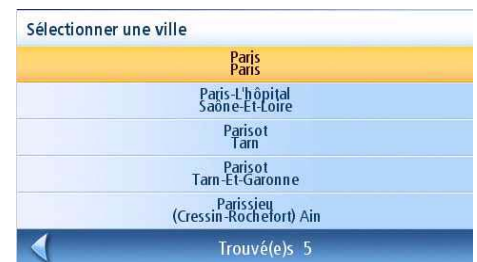 Sélectionner une ville
Paris
Paris
Paris-L'hôpital
Saône-Et-Loire
Parisot
Tarn
Parisot
Tarn-Et-Garonne
Parissieu
(Cressin-Rochefort) Ain
Trouvé(e)s 5